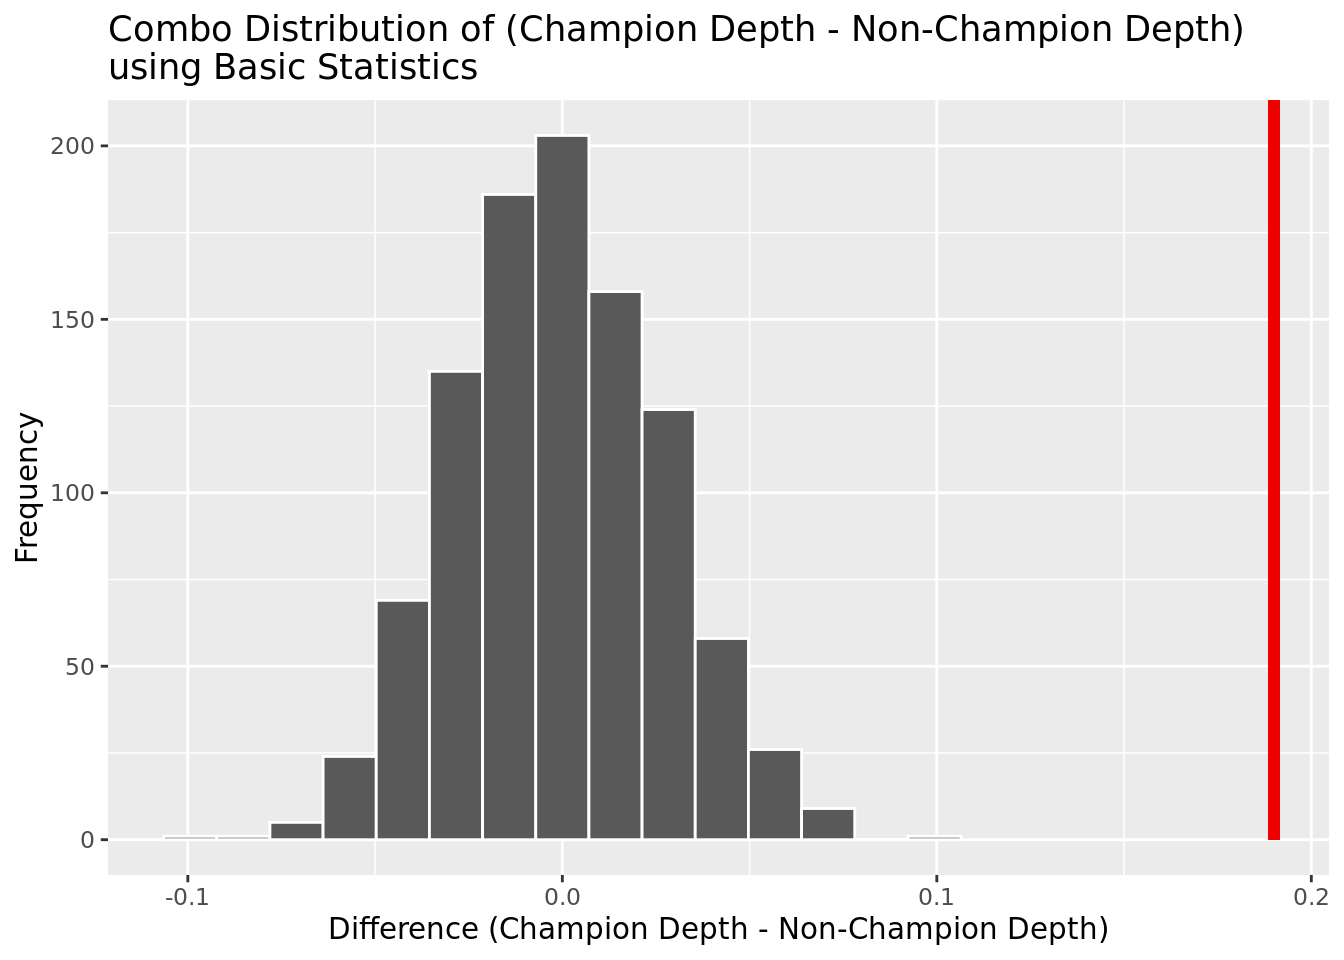 Combo Distribution of (Champion Depth - Non-Champion Depth)
using Basic Statistics
Frequency
200
150
100
50
0
-0.1
0.0
0.1
0.2
Difference (Champion Depth - Non-Champion Depth)